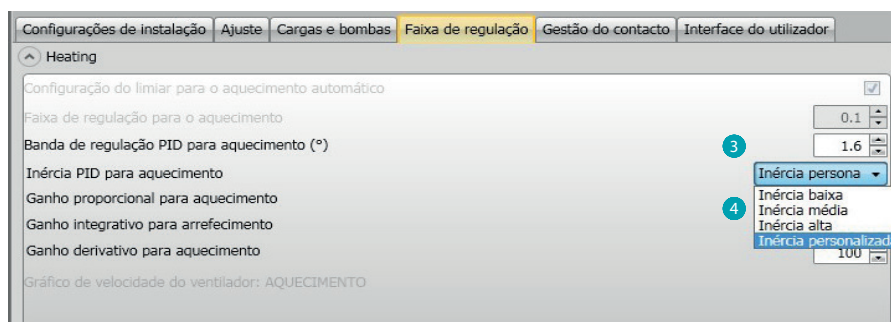 Configurações de instalação Ajuste Cargas e bombas Faixa de regulação Gestão do contacto Interface do utilizador
Heating
Configuração do limiar para o aquecimento automático
Faixa de regulação para o aquecimento 0.1
Banda de regulação PID para aquecimento (°) 3 1.6
Inércia PID para aquecimento Inércia persona
Ganho proporcional para aquecimento Inércia baixa
4 Inércia média
Ganho integrativo para arrefecimento Inércia alta
Inércia personalizad
Ganho derivativo para aquecimento 100
Gráfico de velocidade do ventilador: AQUECIMENTO